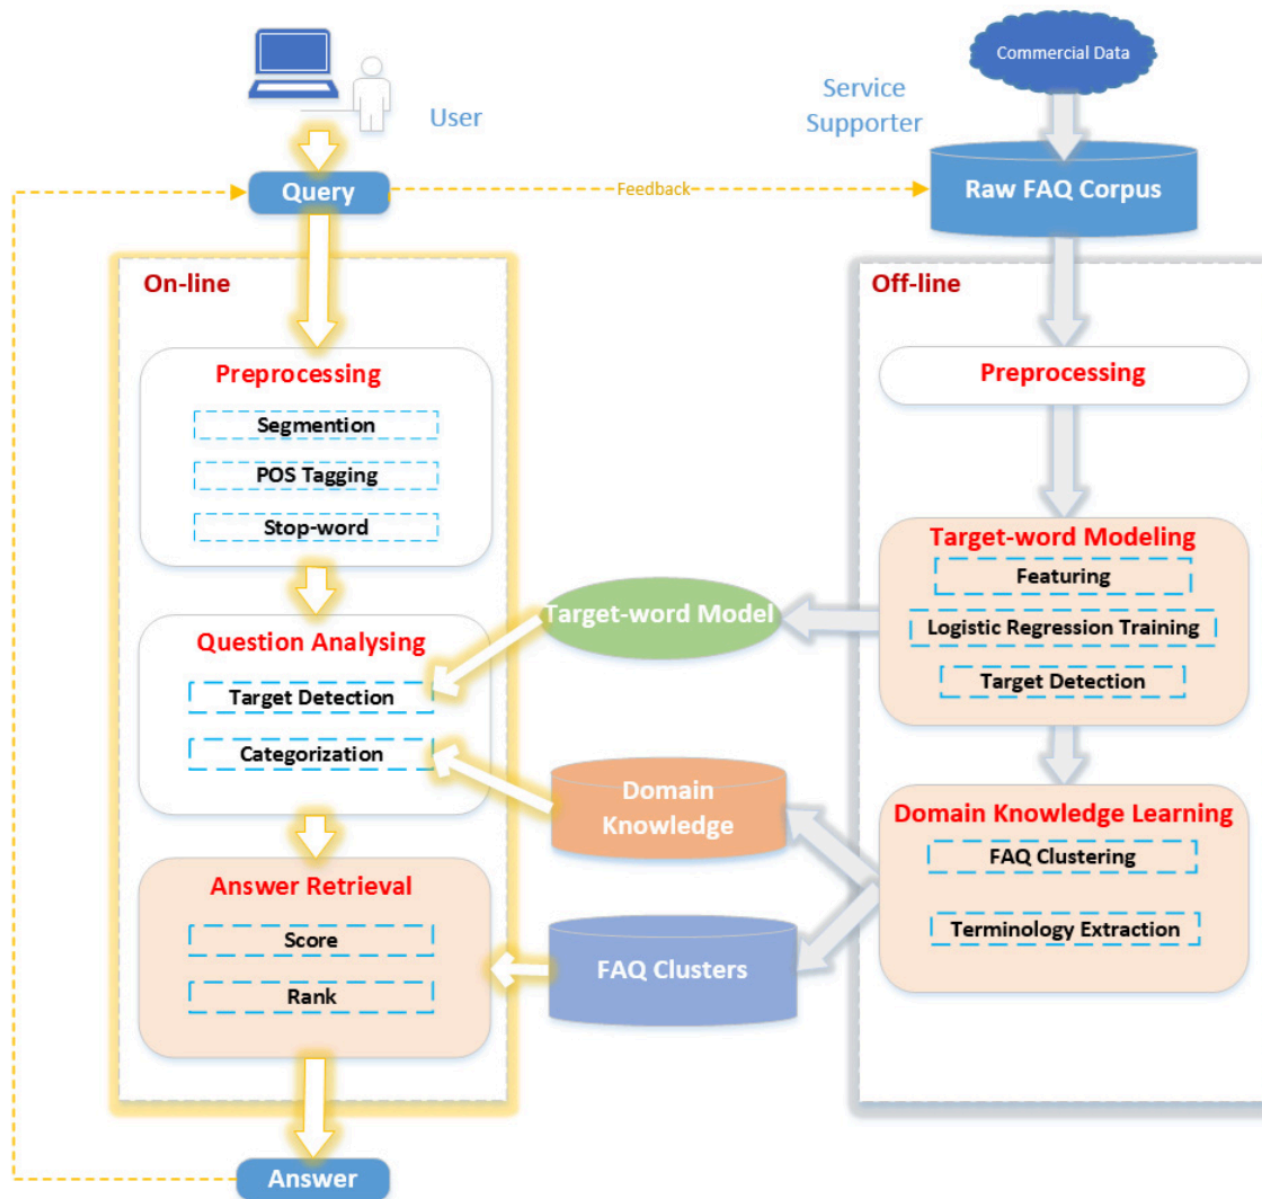 Commercial Data
User
Service
Supporter
Query
Feedback
Raw FAQ Corpus
On-line
Preprocessing
Segmention
POS Tagging
Stop-word
Question Analysing
Target Detection
Categorization
Answer Retrieval
Score
Rank
Answer
Target-word Model
Domain
Knowledge
FAQ Clusters
Off-line
Preprocessing
Target-word Modeling
Featuring
Logistic Regression Training
Target Detection
Domain Knowledge Learning
FAQ Clustering
Terminology Extraction